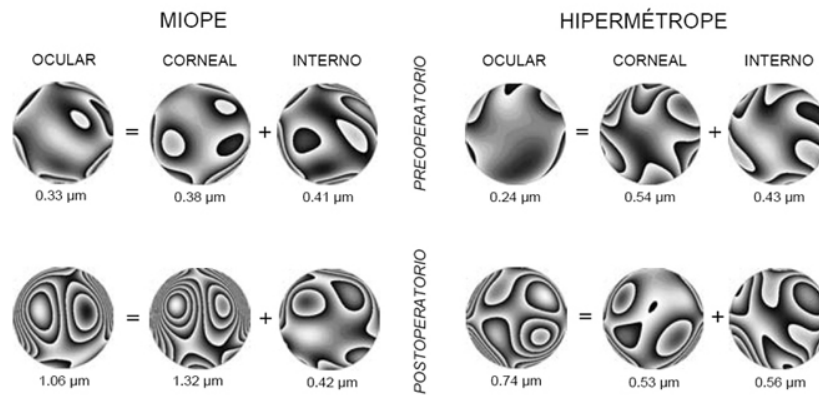 MIOPE
OCULAR CORNEAL INTERNO
= +
0.33 µm 0.38 µm 0.41 µm
1.06 µm 1.32 µm 0.42 µm
= +
PREOPERATORIO
POSTOPERATORIO
HIPERMÉTROPE
OCULAR CORNEAL INTERNO
= +
0.24 µm 0.54 µm 0.43 µm
= +
0.74 µm 0.53 µm 0.56 µm